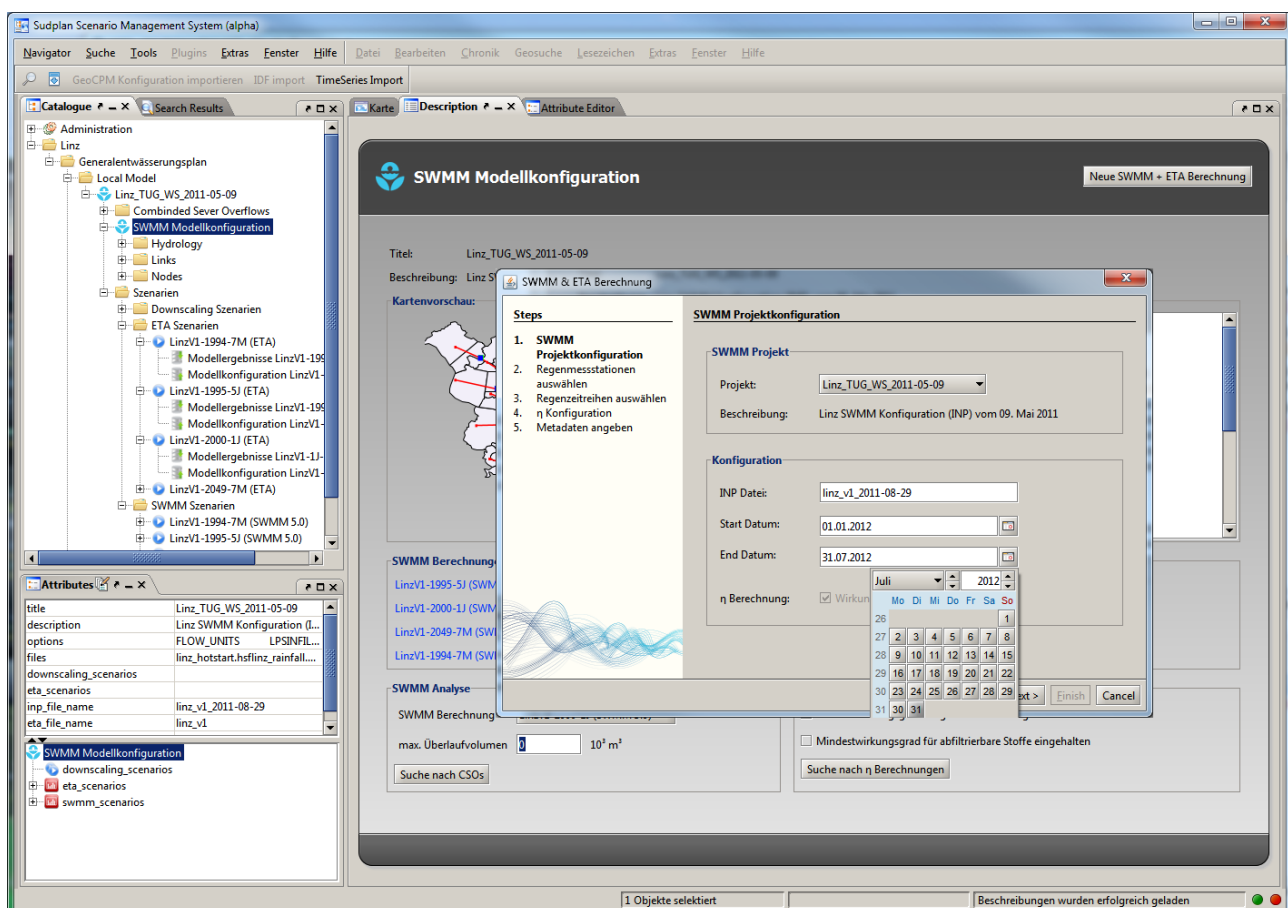 Sudplan Scenario Management System (alpha)
Navigator Suche Tools Plugins Extras Fenster Hilfe Datei Bearbeiten Chronik Geosuche Lesezeichen Extras Fenster Hilfe
GeoCPM Konfiguration importieren IDF import TimeSeries Import
Catalogue Search Results
Administration
Linz
Generalentwässerungsplan
Local Model
Linz_TUG_WS_2011-05-09
Combinded Sever Overflows
SWMM Modellkonfiguration
Hydrology
Links
Nodes
Szenarien
Downscaling Szenarien
ETA Szenarien
LinzV1-1994-7M (ETA)
Modellergebnisse LinzV1-199
Modellkonfiguration LinzV1-
LinzV1-1995-5J (ETA)
Modellergebnisse LinzV1-199
Modellkonfiguration LinzV1-
LinzV1-2000-1J (ETA)
Modellergebnisse LinzV1-1J-
Modellkonfiguration LinzV1-
LinzV1-2049-7M (ETA)
SWMM Szenarien
LinzV1-1994-7M (SWMM 5.0)
LinzV1-1995-5J (SWMM 5.0)
Attributes
title Linz_TUG_WS_2011-05-09
description Linz SWMM Konfiguration (I...
options FLOW_UNITS LPSINFIL...
files linz_hotstart.hsflinz_rainfall....
downscaling_scenarios
eta_scenarios
inp_file_name linz_v1_2011-08-29
eta_file_name linz_v1
SWMM Modellkonfiguration
downscaling_scenarios
eta_scenarios
swmm_scenarios
Karte Description Attribute Editor
SWMM Modellkonfiguration
Neue SWMM + ETA Berechnung
Titel: Linz_TUG_WS_2011-05-09
Beschreibung: Linz S
Kartenvorschau:
SWMM Berechnung
LinzV1-1995-5J (SWM
LinzV1-2000-1J (SWM
LinzV1-2049-7M (SW
LinzV1-1994-7M (SW
SWMM Analyse
SWMM Berechnung
max. Überlaufvolumen 0 10³ m³
Suche nach CSOs
Mindestwirkungsgrad für abfiltrierbare Stoffe eingehalten
Suche nach η Berechnungen
SWMM & ETA Berechnung
Steps
1. SWMM
Projektkonfiguration
2. Regenmessstationen
auswählen
3. Regenzeitreihen auswählen
4. η Konfiguration
5. Metadaten angeben
SWMM Projektkonfiguration
SWMM Projekt
Projekt: Linz_TUG_WS_2011-05-09
Beschreibung: Linz SWMM Konfiguration (INP) vom 09. Mai 2011
Konfiguration
INP Datei: linz_v1_2011-08-29
Start Datum: 01.01.2012
End Datum: 31.07.2012
η Berechnung: Wirkun
Juli 2012
Mo Di Mi Do Fr Sa So
26 1
27 2 3 4 5 6 7 8
28 9 10 11 12 13 14 15
29 16 17 18 19 20 21 22
30 23 24 25 26 27 28 29
31 30 31
ext > Finish Cancel
1 Objekte selektiert Beschreibungen wurden erfolgreich geladen